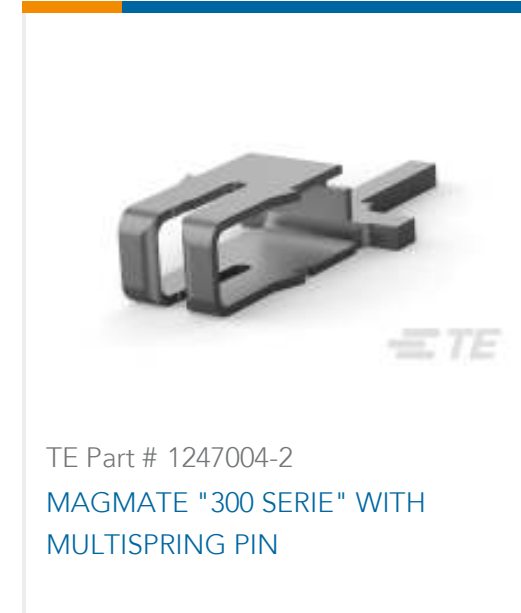 TE
TE Part # 1247004-2
MAGMATE "300 SERIE" WITH
MULTISPRING PIN